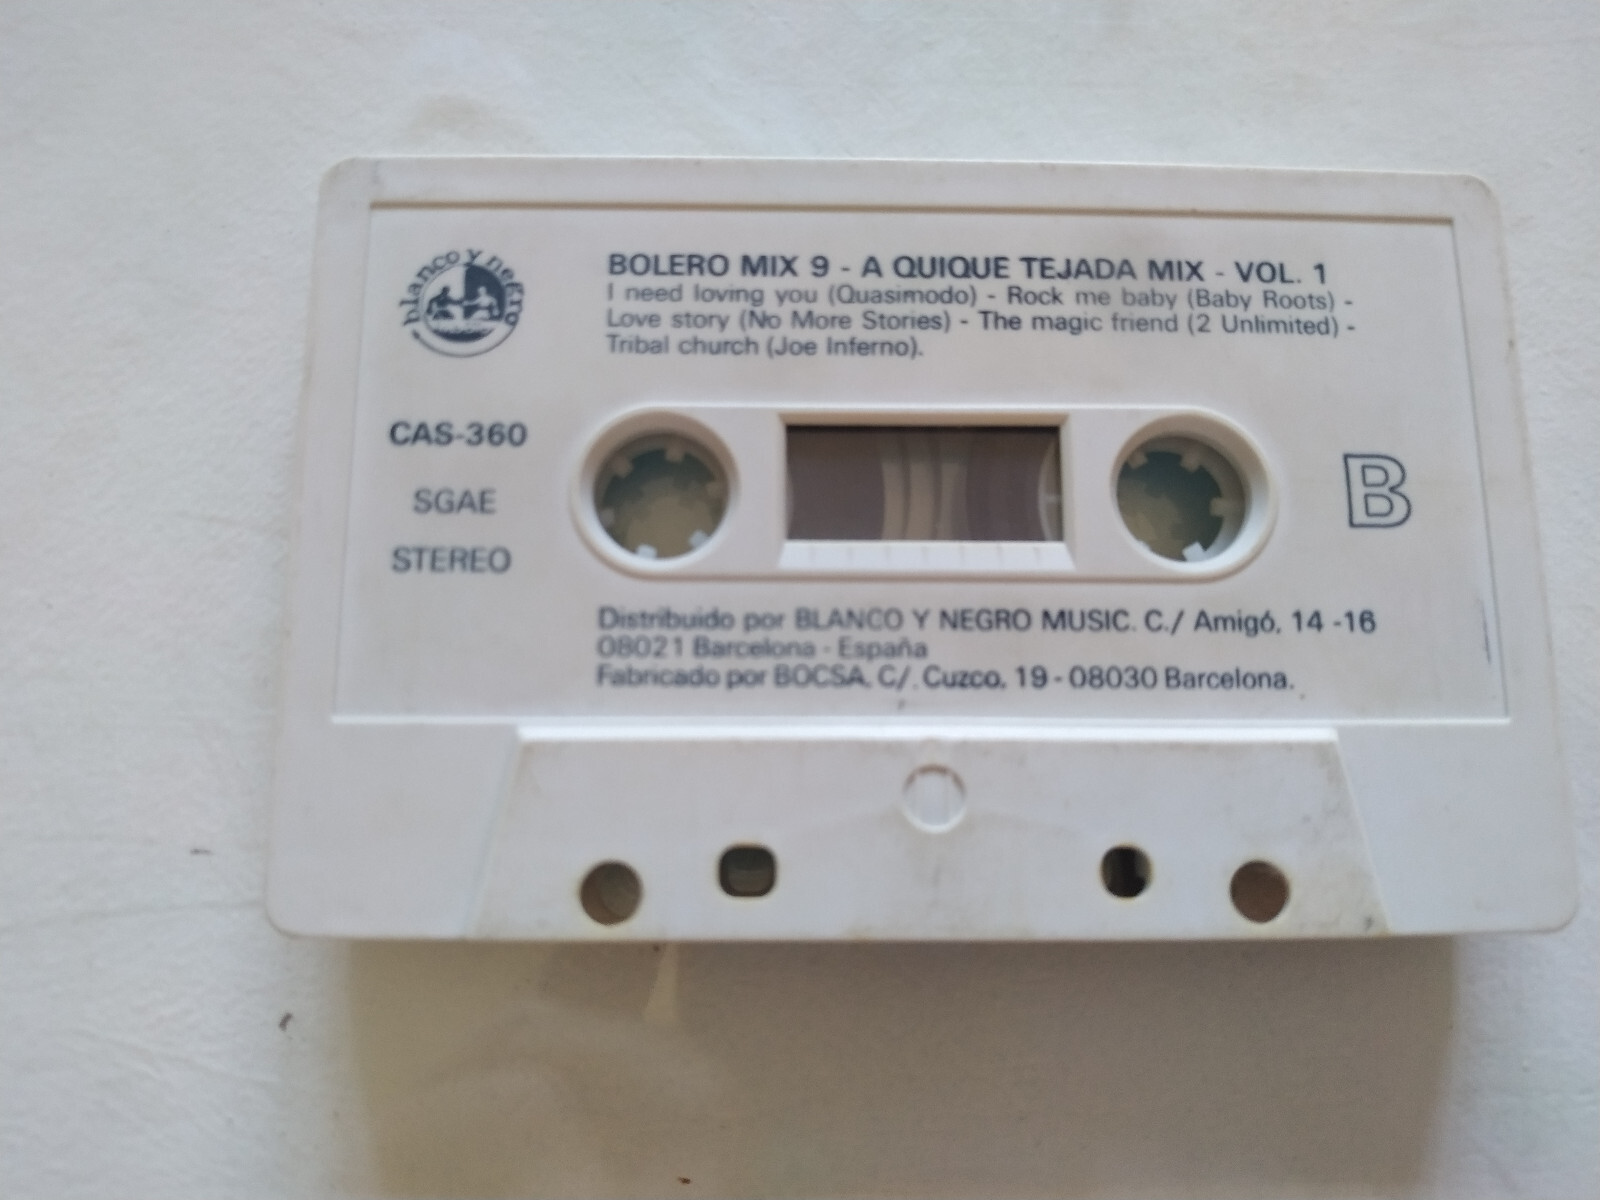 blanco y negro
BOLERO MIX 9 - A QUIQUE TEJADA MIX - VOL. 1
I need loving you (Quasimodo) - Rock me baby (Baby Roots) -
Love story (No More Stories) - The magic friend (2 Unlimited) -
Tribal church (Joe Inferno).
CAS-360
SGAE
STEREO
B
Distribuido por BLANCO Y NEGRO MUSIC. C./ Amigó, 14 -16
08021 Barcelona - España
Fabricado por BOCSA, C/. Cuzco, 19 - 08030 Barcelona.